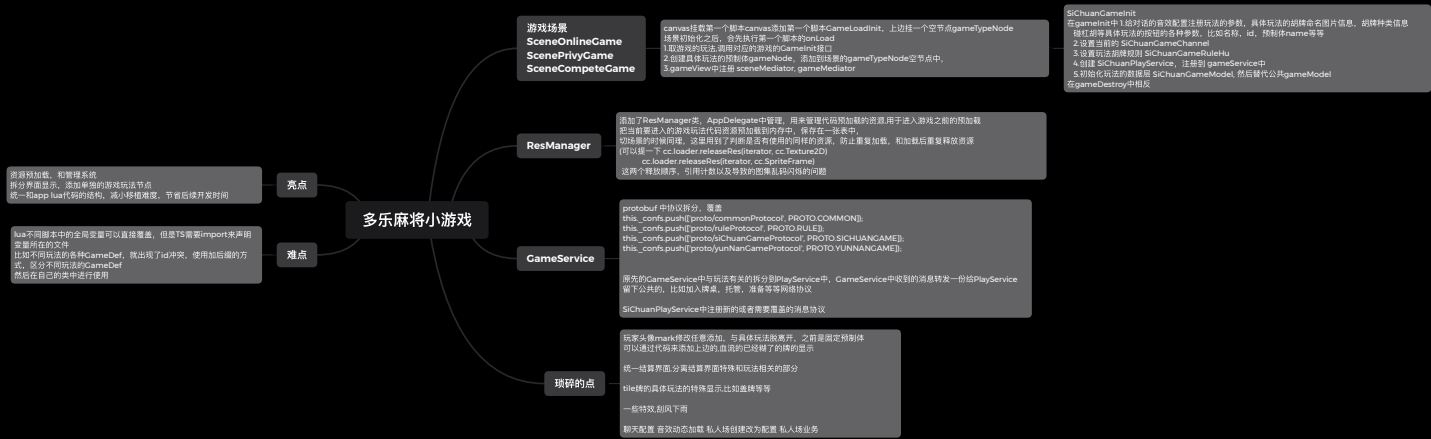 多乐麻将小游戏
游戏场景
SceneOnlineGame
ScenePrivyGame
SceneCompeteGame
canvas挂载第一个脚本canvas添加第一个脚本GameLoadInit，上边挂一个空节点gameTypeNode
场景初始化之后，会先执行第一个脚本的onLoad
1.取游戏的玩法,调用对应的游戏的GameInit接口
2.创建具体玩法的预制体gameNode，添加到场景的gameTypeNode空节点中，
3.gameView中注册 sceneMediator, gameMediator
SiChuanGameInit
在gameInit中 1.给对话的音效配置注册玩法的参数，具体玩法的胡牌命名图片信息，胡牌种类信息
碰杠胡等具体玩法的按钮的各种参数，比如名称，id，预制体name等等
2.设置当前的 SiChuanGameChannel
3.设置玩法胡牌规则 SiChuanGameRuleHu
4.创建 SiChuanPlayService，注册到 gameService中
5.初始化玩法的数据层 SiChuanGameModel, 然后替代公共gameModel
在gameDestroy中相反
ResManager
添加了ResManager类，AppDelegate中管理，用来管理代码预加载的资源,用于进入游戏之前的预加载
把当前要进入的游戏玩法代码资源预加载到内存中，保存在一张表中，
切场景的时候同理，这里用到了判断是否有使用的同样的资源，防止重复加载，和加载后重复释放资源
(可以提一下 cc.loader.releaseRes(iterator, cc.Texture2D)
cc.loader.releaseRes(iterator, cc.SpriteFrame)
这两个释放顺序，引用计数以及导致的图集乱码闪烁的问题
GameService
protobuf 中协议拆分，覆盖
this._confs.push(['proto/commonProtocol', PROTO.COMMON]);
this._confs.push(['proto/ruleProtocol', PROTO.RULE]);
this._confs.push(['proto/siChuanGameProtocol', PROTO.SICHUANGAME]);
this._confs.push(['proto/yunNanGameProtocol', PROTO.YUNNANGAME]);
原先的GameService中与玩法有关的拆分到PlayService中，GameService中收到的消息转发一份给PlayService
留下公共的，比如加入牌桌，托管，准备等等网络协议
SiChuanPlayService中注册新的或者需要覆盖的消息协议
琐碎的点
玩家头像mark修改任意添加，与具体玩法脱离开，之前是固定预制体
可以通过代码来添加上边的,血流的已经糊了的牌的显示
统一结算界面,分离结算界面特殊和玩法相关的部分
tile牌的具体玩法的特殊显示,比如盖牌等等
一些特效,刮风下雨
聊天配置 音效动态加载 私人场创建改为配置 私人场业务
亮点
资源预加载，和管理系统
拆分界面显示，添加单独的游戏玩法节点
统一和app lua代码的结构，减小移植难度，节省后续开发时间
难点
lua不同脚本中的全局变量可以直接覆盖，但是TS需要import来声明
变量所在的文件
比如不同玩法的各种GameDef，就出现了id冲突，使用加后缀的方
式，区分不同玩法的GameDef
然后在自己的类中进行使用